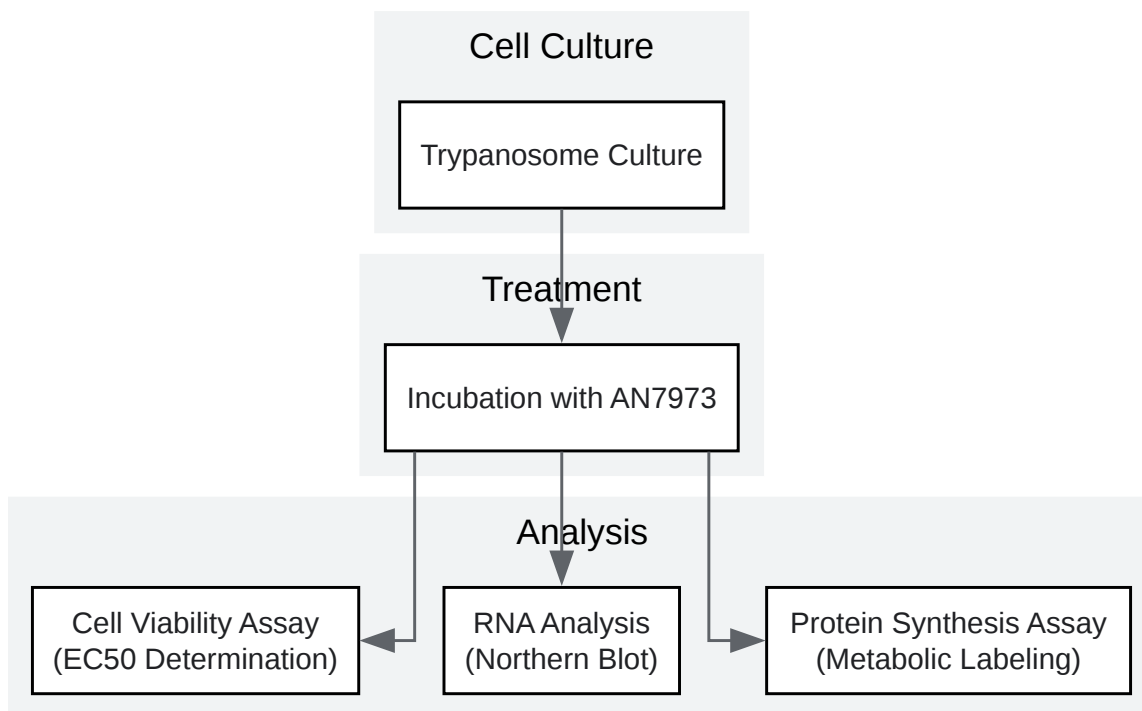 Cell Culture
Trypanosome Culture
Treatment
Incubation with AN7973
Analysis
Cell Viability Assay
(EC50 Determination)
RNA Analysis
(Northern Blot)
Protein Synthesis Assay
(Metabolic Labeling)